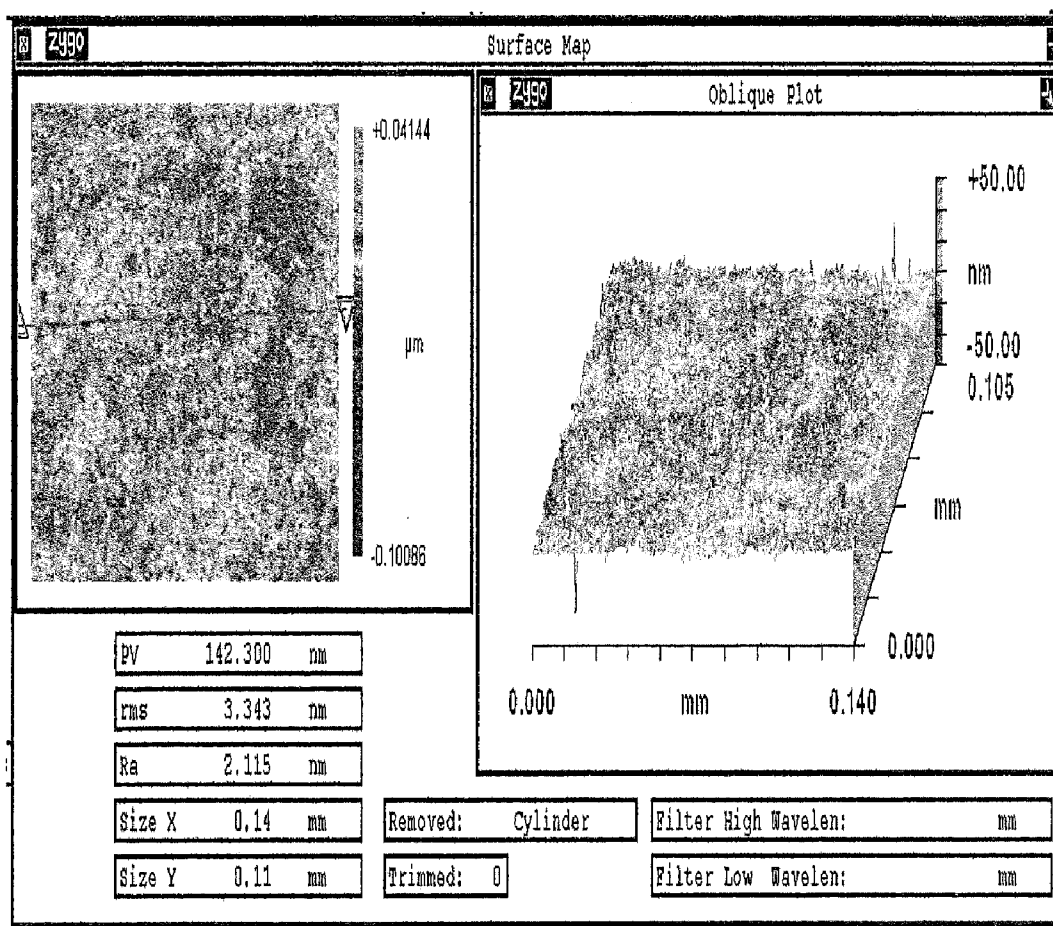 zygo
Surface Map
+0.04144
µm
-0.10086
zygo
Oblique Plot
+50.00
nm
-50.00
0.105
mm
0.000
0.000 mm 0.140
PV 142.300 nm
rms 3.343 nm
Ra 2.115 nm
Size X 0.14 mm
Size Y 0.11 mm
Removed: Cylinder
Trimmed: 0
Filter High Wavelen: mm
Filter Low Wavelen: mm